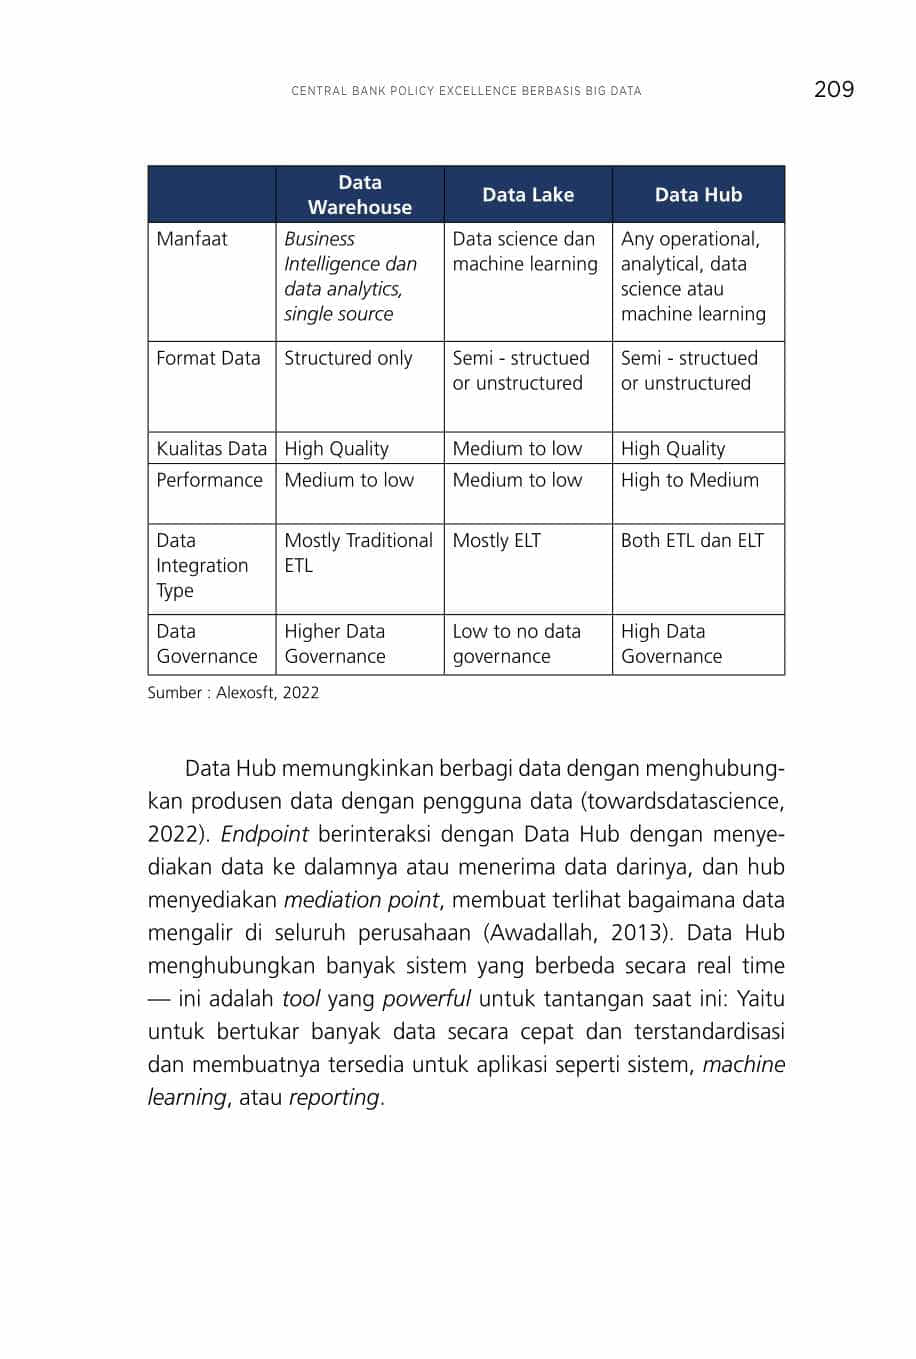 CENTRAL BANK POLICY EXCELLENCE BERBASIS BIG DATA
209
Data
Warehouse
Data Lake
Data Hub
Manfaat
Business
Intelligence dan
data analytics,
single source
Data science dan
machine learning
Any operational,
analytical, data
science atau
machine learning
Format Data
Structured only
Semi - structued
or unstructured
Semi - structued
or unstructured
Kualitas Data
High Quality
Medium to low
High Quality
Performance
Medium to low
Medium to low
High to Medium
Data
Integration
Type
Mostly Traditional
ETL
Mostly ELT
Both ETL dan ELT
Data
Governance
Higher Data
Governance
Low to no data
governance
High Data
Governance
Sumber : Alexosft, 2022
Data Hub memungkinkan berbagi data dengan menghubung-
kan produsen data dengan pengguna data (towardsdatascience,
2022). Endpoint berinteraksi dengan Data Hub dengan menye-
diakan data ke dalamnya atau menerima data darinya, dan hub
menyediakan mediation point, membuat terlihat bagaimana data
mengalir di seluruh perusahaan (Awadallah, 2013). Data Hub
menghubungkan banyak sistem yang berbeda secara real time
— ini adalah tool yang powerful untuk tantangan saat ini: Yaitu
untuk bertukar banyak data secara cepat dan terstandardisasi
dan membuatnya tersedia untuk aplikasi seperti sistem, machine
learning, atau reporting.